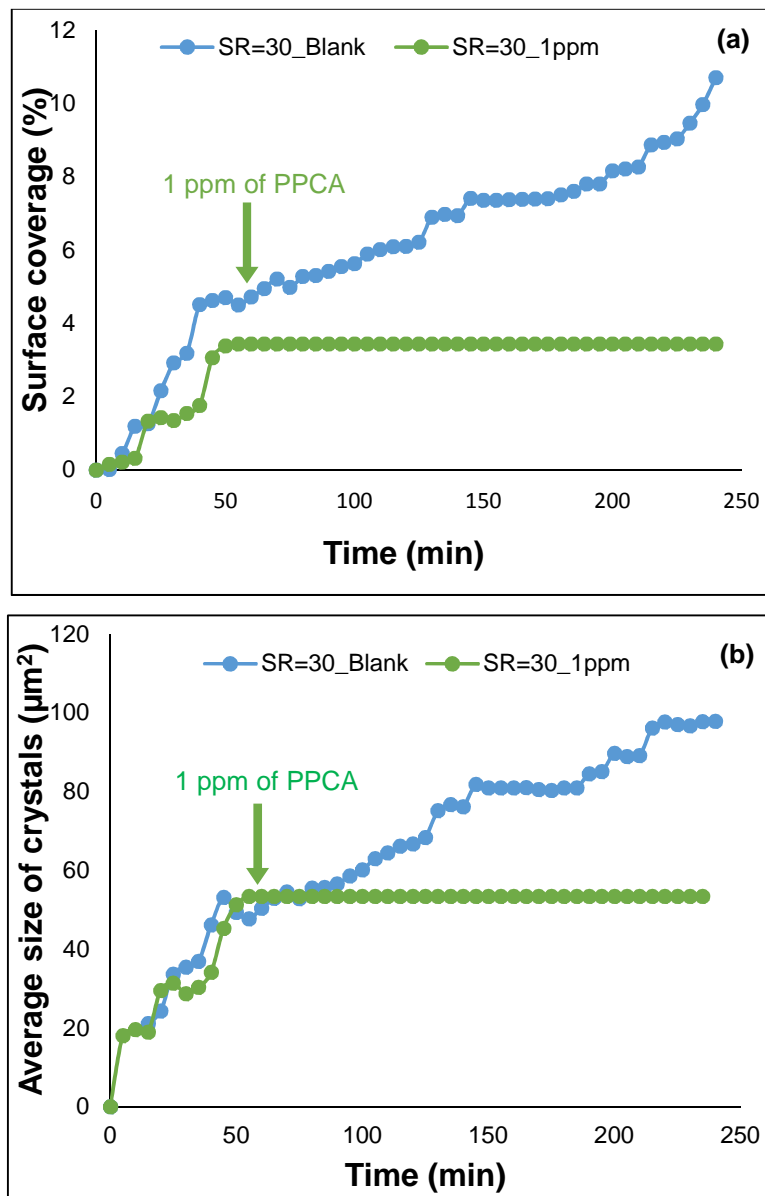 (a)
SR=30_Blank SR=30_1ppm
1 ppm of PPCA
Surface coverage (%)
12
10
8
6
4
2
0
0 50 100 150 200 250
Time (min)
(b)
SR=30_Blank SR=30_1ppm
1 ppm of PPCA
Average size of crystals (µm²)
120
100
80
60
40
20
0
0 50 100 150 200 250
Time (min)